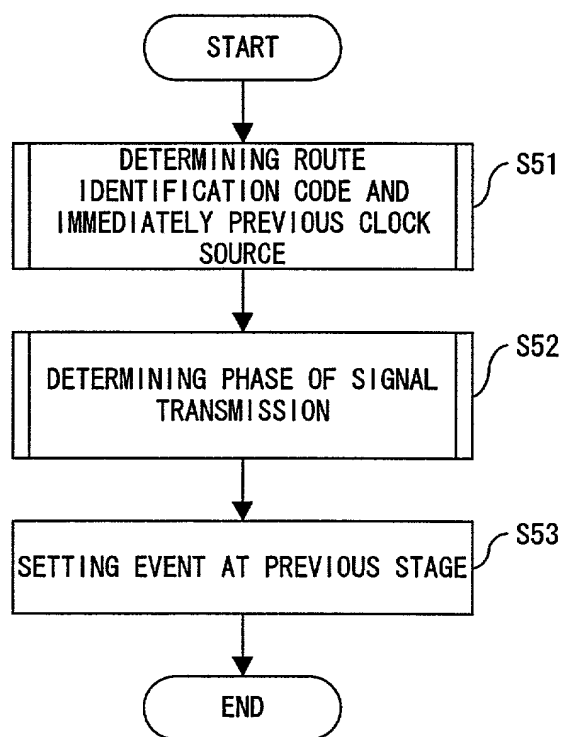 START
DETERMINING ROUTE
IDENTIFICATION CODE AND
IMMEDIATELY PREVIOUS CLOCK
SOURCE
S51
DETERMINING PHASE OF SIGNAL
TRANSMISSION
S52
SETTING EVENT AT PREVIOUS STAGE
S53
END